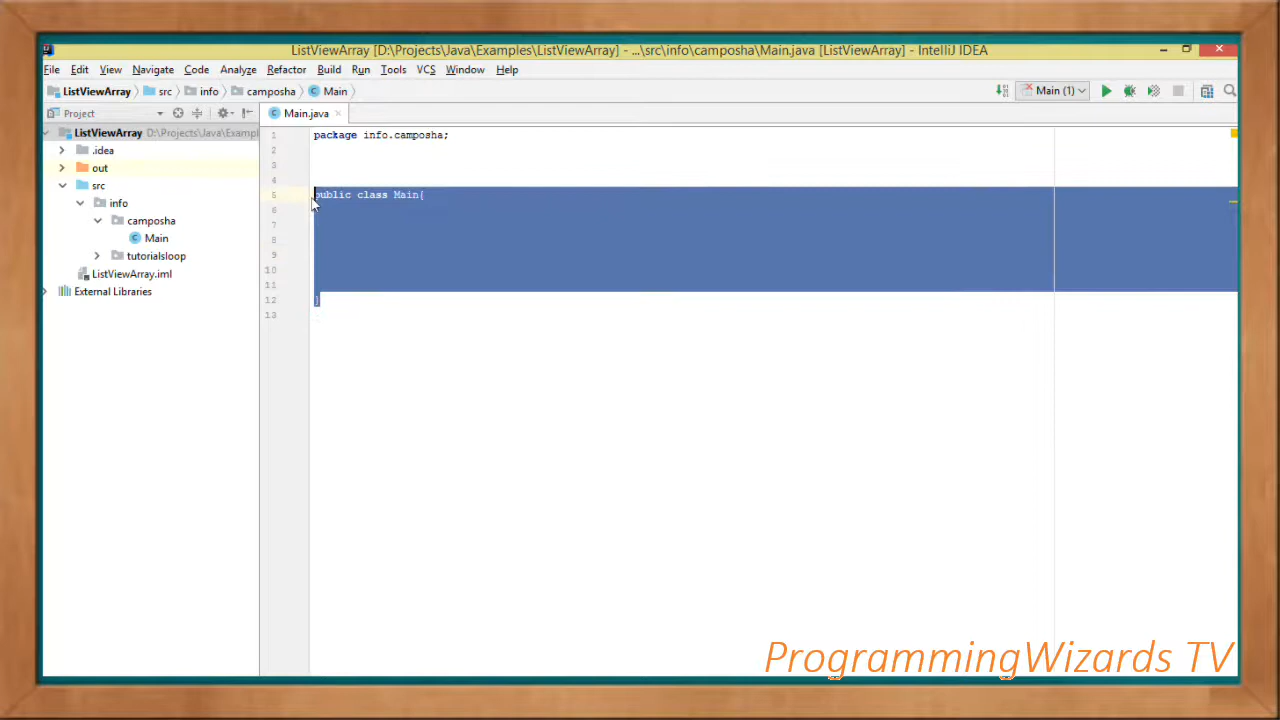 ListViewArray [D:\Projects\Java\Examples\ListViewArray] - ...\src\info\camposha\Main.java [ListViewArray] - IntelliJ IDEA
File Edit View Navigate Code Analyze Refactor Build Run Tools VCS Window Help
ListViewArray src info camposha Main Main (1)
Project Main.java
ListViewArray D:\Projects\Java\Exampl
.idea
out
src
info
camposha
Main
tutorialsloop
ListViewArray.iml
External Libraries
1 package info.camposha;
2
3
4
5 public class Main{
6
7
8
9
10
11
12 }
13
ProgrammingWizards TV